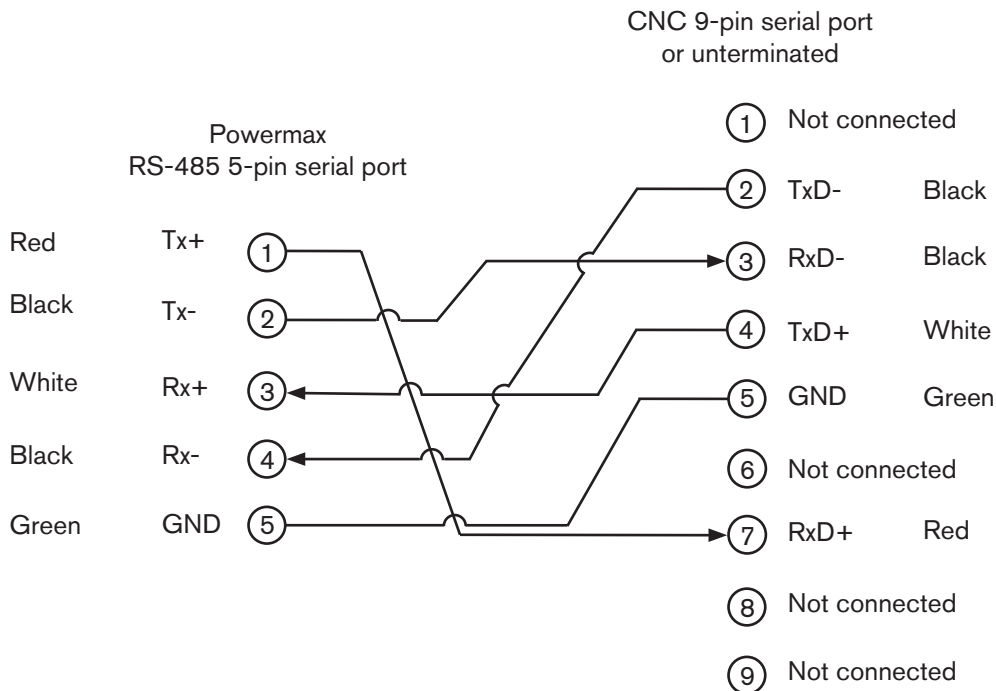 CNC 9-pin serial port
or unterminated
Powermax
RS-485 5-pin serial port
Red Tx+ 1
Black Tx- 2
White Rx+ 3
Black Rx- 4
Green GND 5
1 Not connected
2 TxD- Black
3 RxD- Black
4 TxD+ White
5 GND Green
6 Not connected
7 RxD+ Red
8 Not connected
9 Not connected